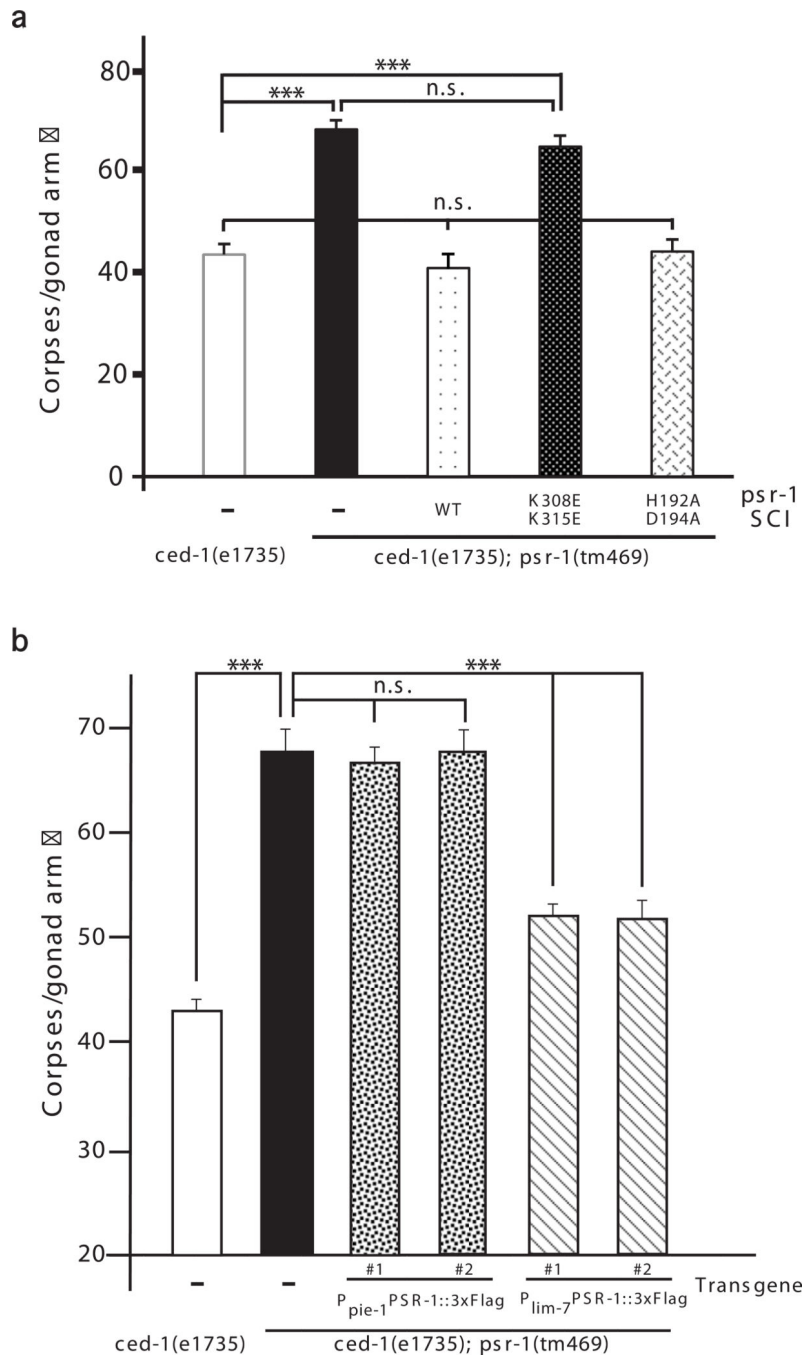 a
***
***
n.s.
n.s.
Corpses/gonad arm ☒
80
60
40
20
0
– – WT K308E H192A psr-1
K315E D194A SCI
ced-1(e1735) ced-1(e1735); psr-1(tm469)
b
*** ***
n.s.
Corpses/gonad arm ☒
70
60
50
40
30
20
– – #1 #2 #1 #2 Transgene
Ppie-1PSR-1::3xFlag Plim-7PSR-1::3xFlag
ced-1(e1735) ced-1(e1735); psr-1(tm469)